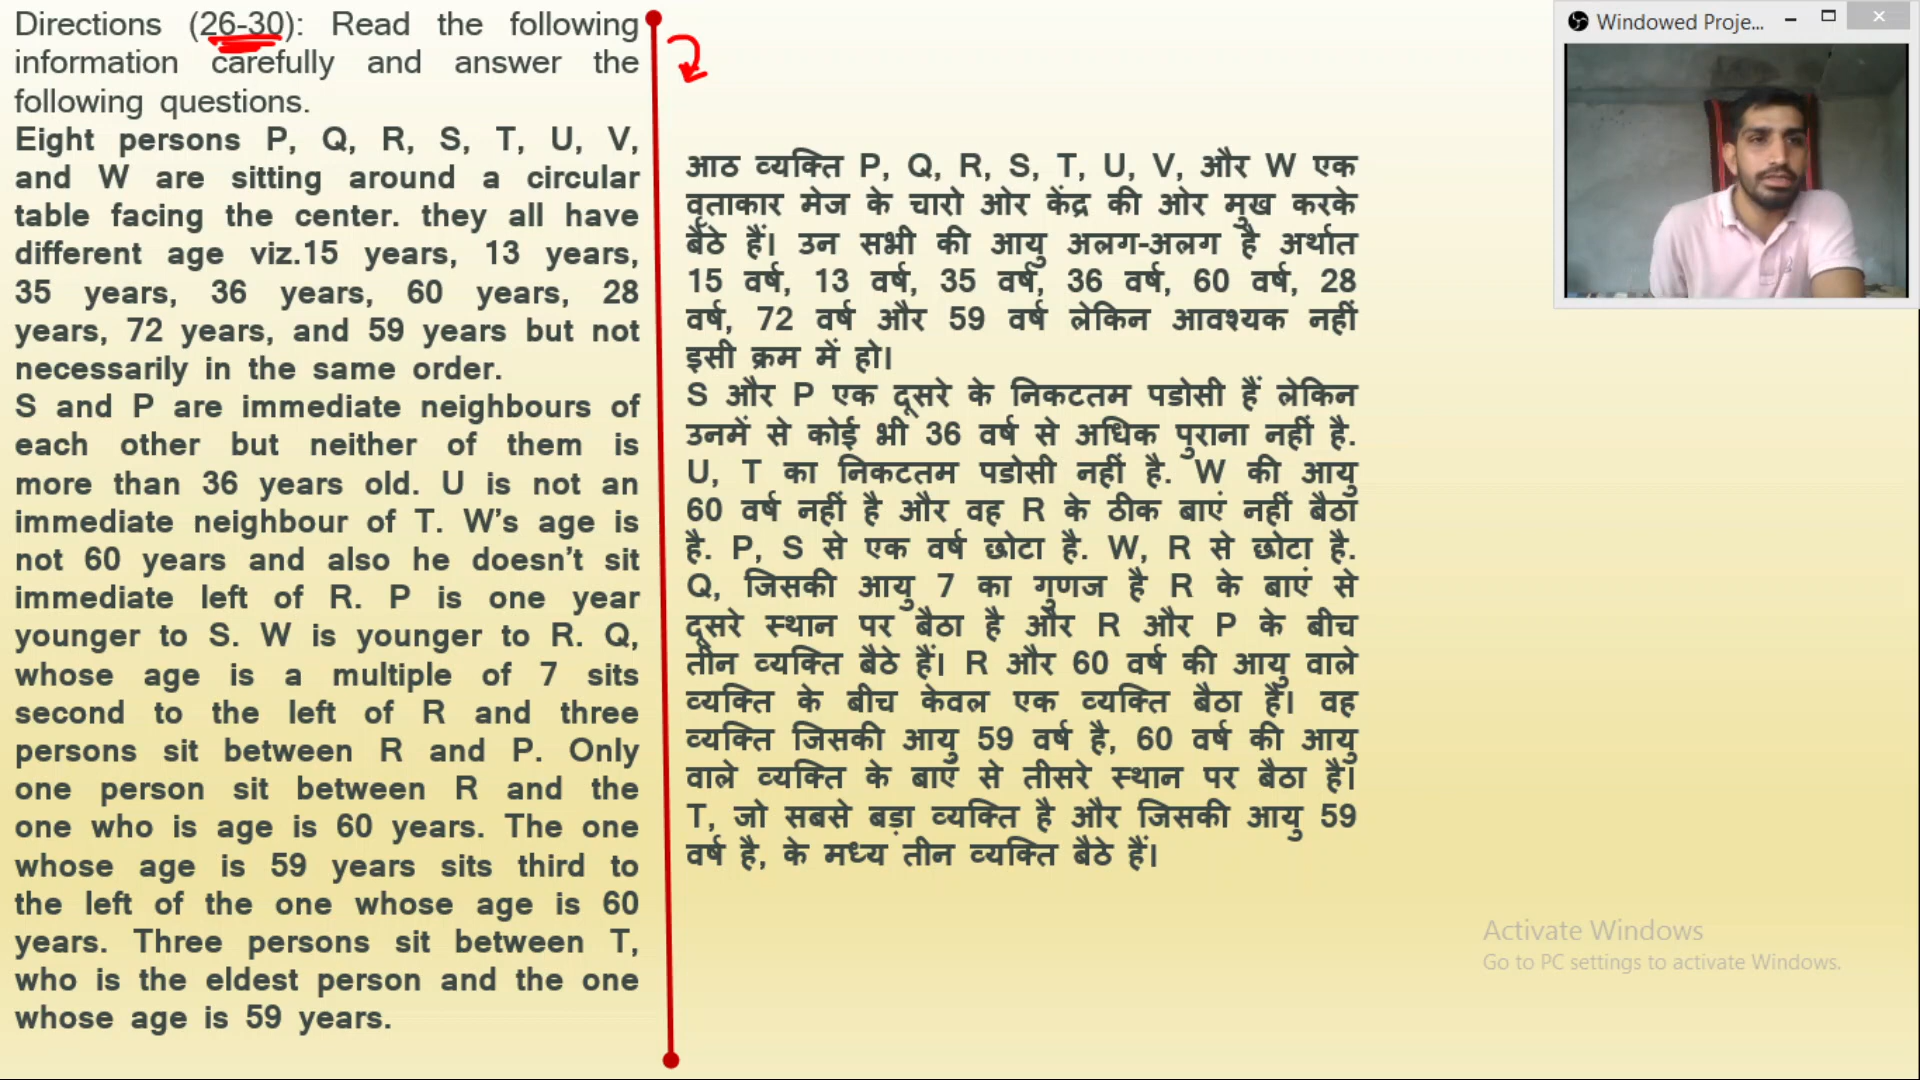 Directions (26-30): Read the following
information carefully and answer the
following questions.
Eight persons P, Q, R, S, T, U, V,
and W are sitting around a circular
table facing the center. they all have
different age viz.15 years, 13 years,
35 years, 36 years, 60 years, 28
years, 72 years, and 59 years but not
necessarily in the same order.
S and P are immediate neighbours of
each other but neither of them is
more than 36 years old. U is not an
immediate neighbour of T. W’s age is
not 60 years and also he doesn’t sit
immediate left of R. P is one year
younger to S. W is younger to R. Q,
whose age is a multiple of 7 sits
second to the left of R and three
persons sit between R and P. Only
one person sit between R and the
one who is age is 60 years. The one
whose age is 59 years sits third to
the left of the one whose age is 60
years. Three persons sit between T,
who is the eldest person and the one
whose age is 59 years.
आठ व्यक्ति P, Q, R, S, T, U, V, और W एक
वृताकार मेज के चारो ओर केंद्र की ओर मुख करके
बैठे हैं। उन सभी की आयु अलग-अलग है अर्थात
15 वर्ष, 13 वर्ष, 35 वर्ष, 36 वर्ष, 60 वर्ष, 28
वर्ष, 72 वर्ष और 59 वर्ष लेकिन आवश्यक नहीं
इसी क्रम में हो।
S और P एक दूसरे के निकटतम पडोसी हैं लेकिन
उनमें से कोई भी 36 वर्ष से अधिक पुराना नहीं है.
U, T का निकटतम पडोसी नहीं है. W की आयु
60 वर्ष नहीं है और वह R के ठीक बाएं नहीं बैठा
है. P, S से एक वर्ष छोटा है. W, R से छोटा है.
Q, जिसकी आयु 7 का गुणज है R के बाएं से
दूसरे स्थान पर बैठा है और R और P के बीच
तीन व्यक्ति बैठे हैं। R और 60 वर्ष की आयु वाले
व्यक्ति के बीच केवल एक व्यक्ति बैठा है। वह
व्यक्ति जिसकी आयु 59 वर्ष है, 60 वर्ष की आयु
वाले व्यक्ति के बाएं से तीसरे स्थान पर बैठा है।
T, जो सबसे बड़ा व्यक्ति है और जिसकी आयु 59
वर्ष है, के मध्य तीन व्यक्ति बैठे हैं।
Windowed Proje...
Activate Windows
Go to PC settings to activate Windows.